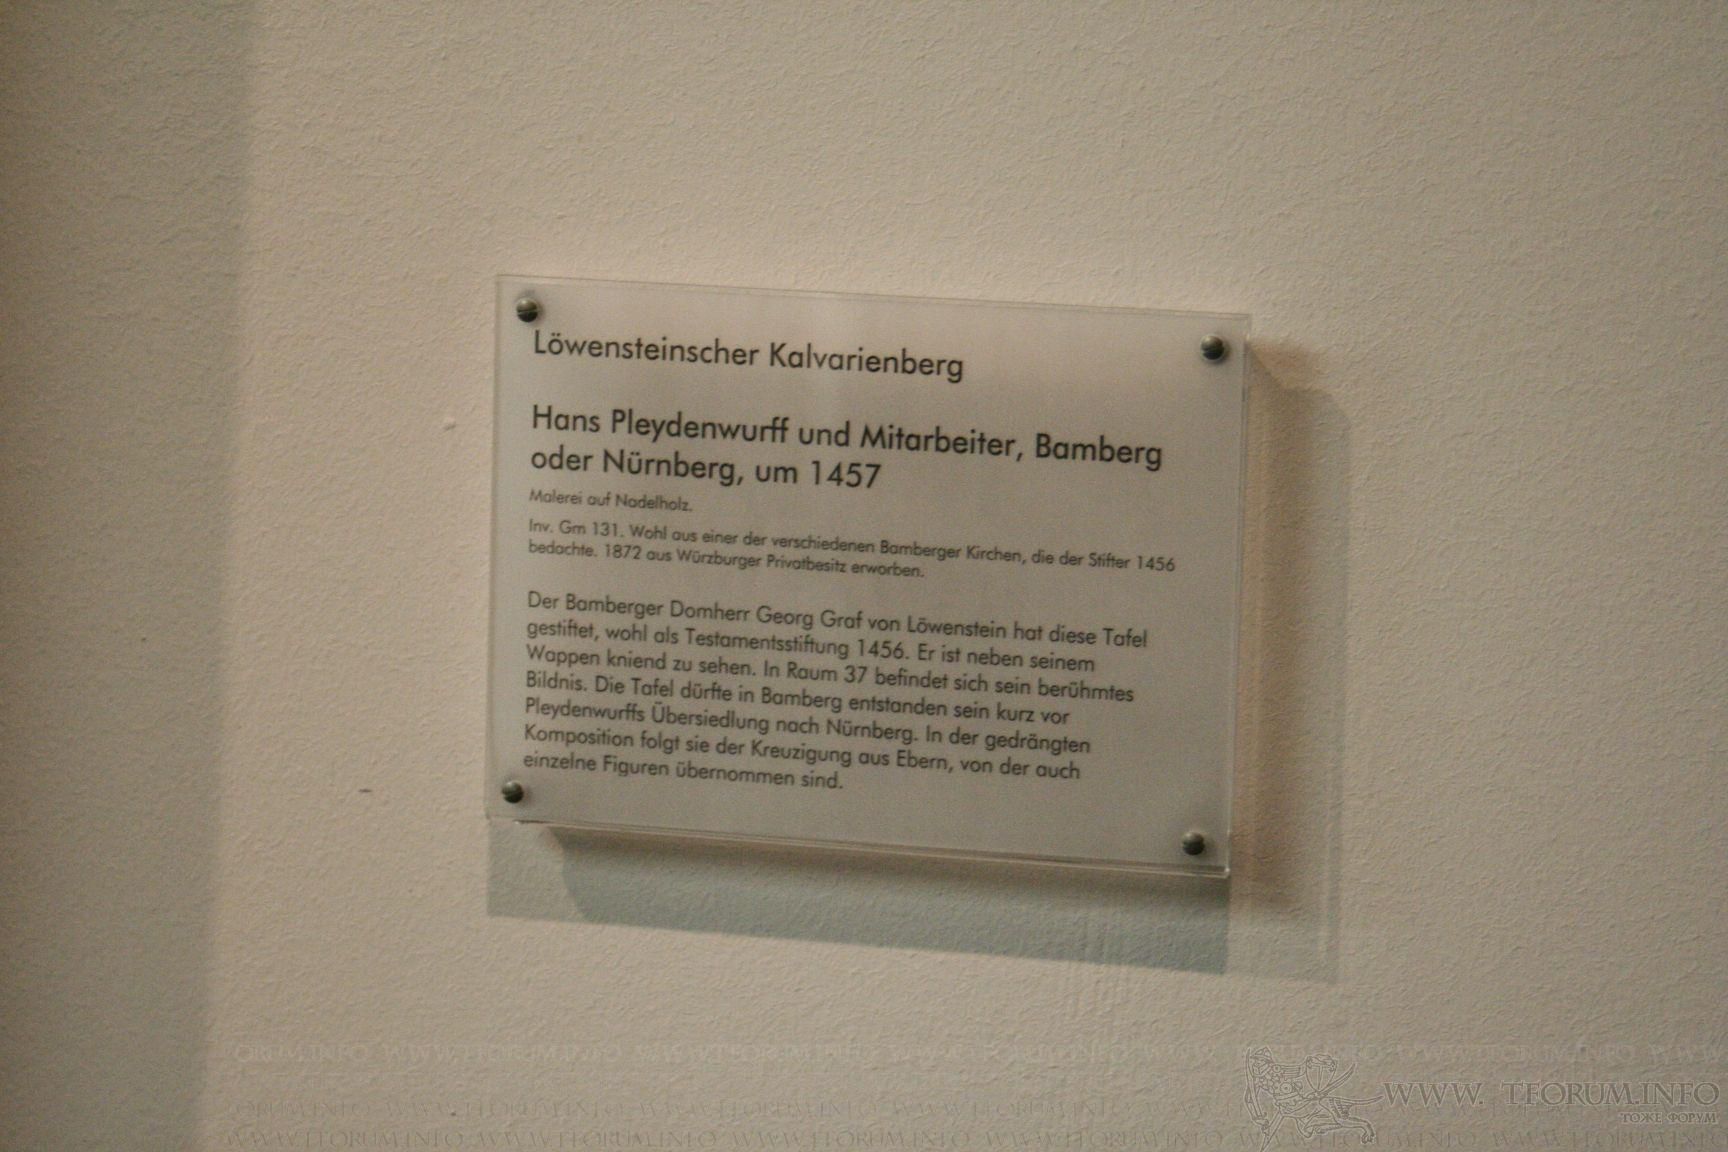 Löwensteinscher Kalvarienberg
Hans Pleydenwurff und Mitarbeiter, Bamberg
oder Nürnberg, um 1457
Malerei auf Nadelholz.
Inv. Gm 131. Wohl aus einer der verschiedenen Bamberger Kirchen, die der Stifter 1456
bedachte. 1872 aus Würzburger Privatbesitz erworben.
Der Bamberger Domherr Georg Graf von Löwenstein hat diese Tafel
gestiftet, wohl als Testamentsstiftung 1456. Er ist neben seinem
Wappen kniend zu sehen. In Raum 37 befindet sich sein berühmtes
Bildnis. Die Tafel dürfte in Bamberg entstanden sein kurz vor
Pleydenwurffs Übersiedlung nach Nürnberg. In der gedrängten
Komposition folgt sie der Kreuzigung aus Ebern, von der auch
einzelne Figuren übernommen sind.
WWW. TFORUM.INFO
ТОЖЕ ФОРУМ